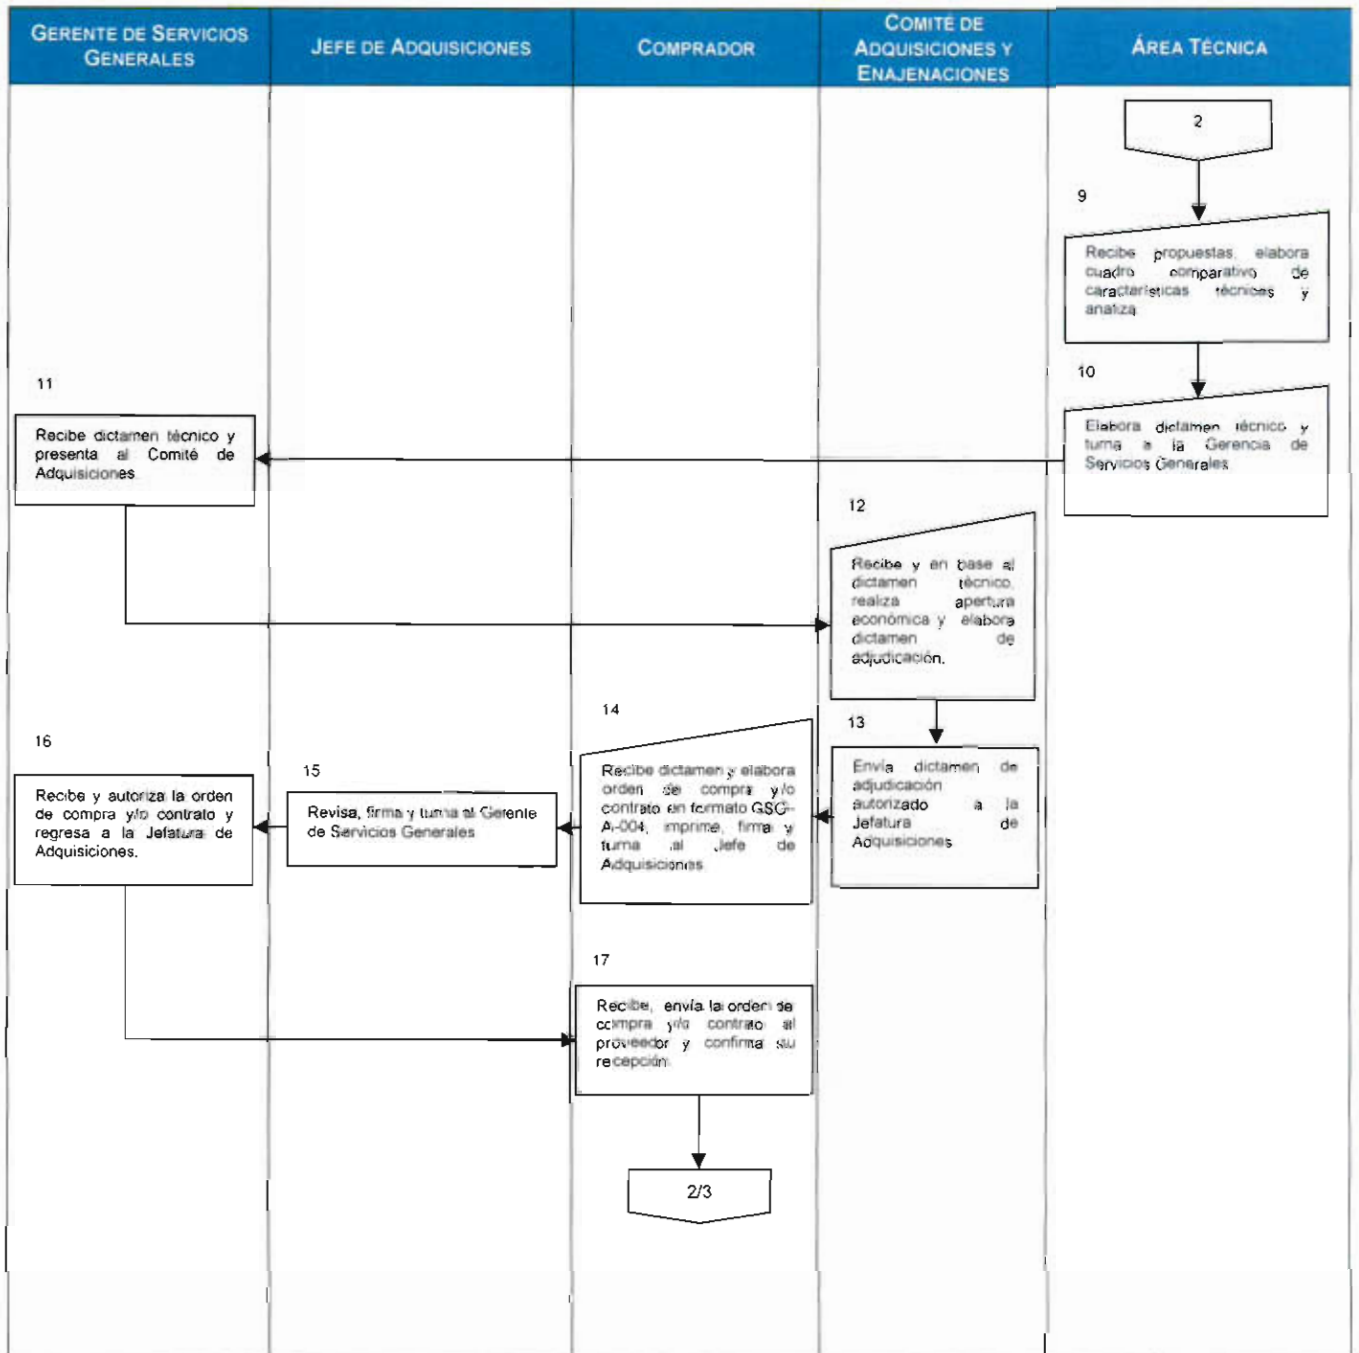 GERENTE DE SERVICIOS
GENERALES
JEFE DE ADQUISICIONES
COMPRADOR
COMITÉ DE
ADQUISICIONES Y
ENAJENACIONES
ÁREA TÉCNICA
2
9
Recibe propuestas, elabora
cuadro comparativo de
características técnicas y
analiza
10
Elabora dictamen técnico y
turna a la Gerencia de
Servicios Generales
11
Recibe dictamen técnico y
presenta al Comité de
Adquisiciones
12
Recibe y en base al
dictamen técnico,
realiza apertura
económica y elabora
dictamen de
adjudicación.
13
Envía dictamen de
adjudicación
autorizado a la
Jefatura de
Adquisiciones
14
Recibe dictamen y elabora
orden de compra y/o
contrato en formato GSG-
A-004, imprime, firma y
turna al Jefe de
Adquisiciones
15
Revisa, firma y turna al Gerente
de Servicios Generales
16
Recibe y autoriza la orden
de compra y/o contrato y
regresa a la Jefatura de
Adquisiciones.
17
Recibe, envía la orden de
compra y/o contrato al
proveedor y confirma su
recepción
2/3